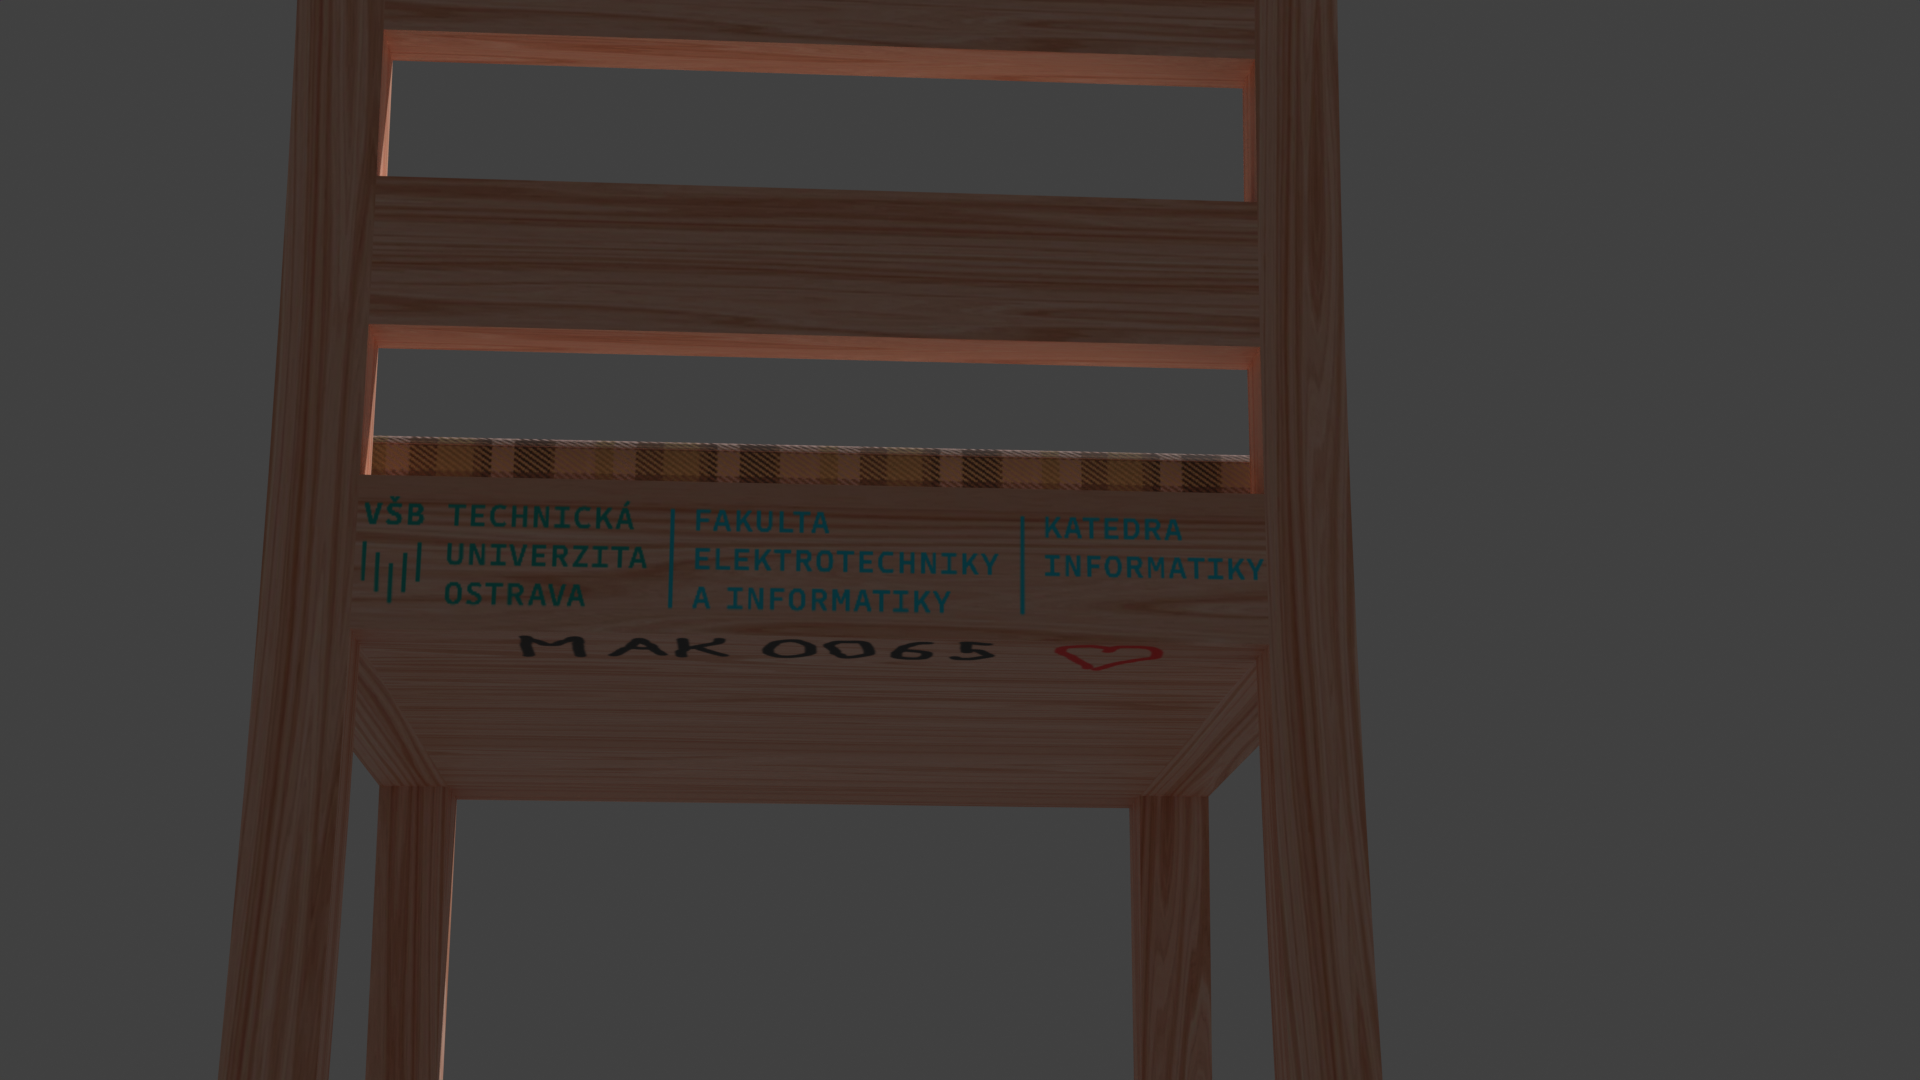 VŠB TECHNICKÁ
UNIVERZITA
OSTRAVA
FAKULTA
ELEKTROTECHNIKY
A INFORMATIKY
KATEDRA
INFORMATIKY
MAK 0065